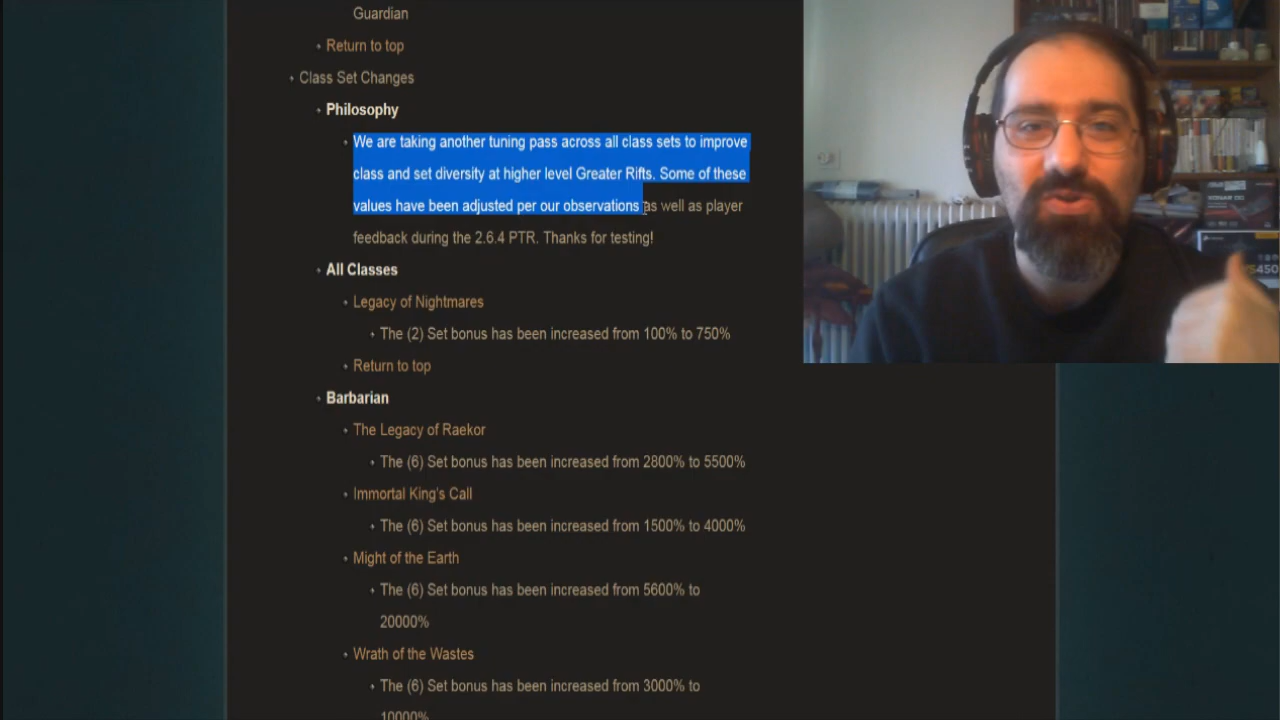 Guardian
Return to top
Class Set Changes
Philosophy
We are taking another tuning pass across all class sets to improve
class and set diversity at higher level Greater Rifts. Some of these
values have been adjusted per our observations as well as player
feedback during the 2.6.4 PTR. Thanks for testing!
All Classes
Legacy of Nightmares
The (2) Set bonus has been increased from 100% to 750%
Return to top
Barbarian
The Legacy of Raekor
The (6) Set bonus has been increased from 2800% to 5500%
Immortal King's Call
The (6) Set bonus has been increased from 1500% to 4000%
Might of the Earth
The (6) Set bonus has been increased from 5600% to
20000%
Wrath of the Wastes
The (6) Set bonus has been increased from 3000% to
10000%